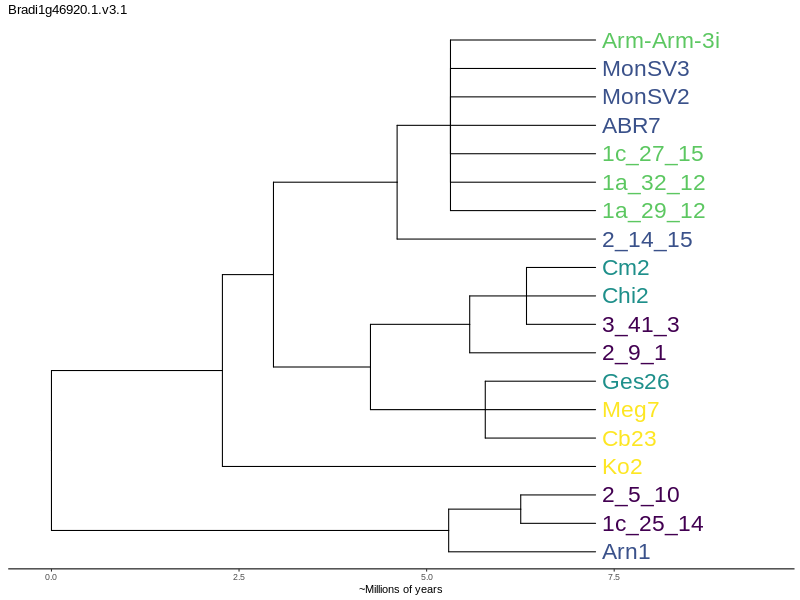 Bradi1g46920.1.v3.1
Arm-Arm-3i
MonSV3
MonSV2
ABR7
1c_27_15
1a_32_12
1a_29_12
2_14_15
Cm2
Chi2
3_41_3
2_9_1
Ges26
Meg7
Cb23
Ko2
2_5_10
1c_25_14
Arn1
0.0 2.5 5.0 7.5
~Millions of years